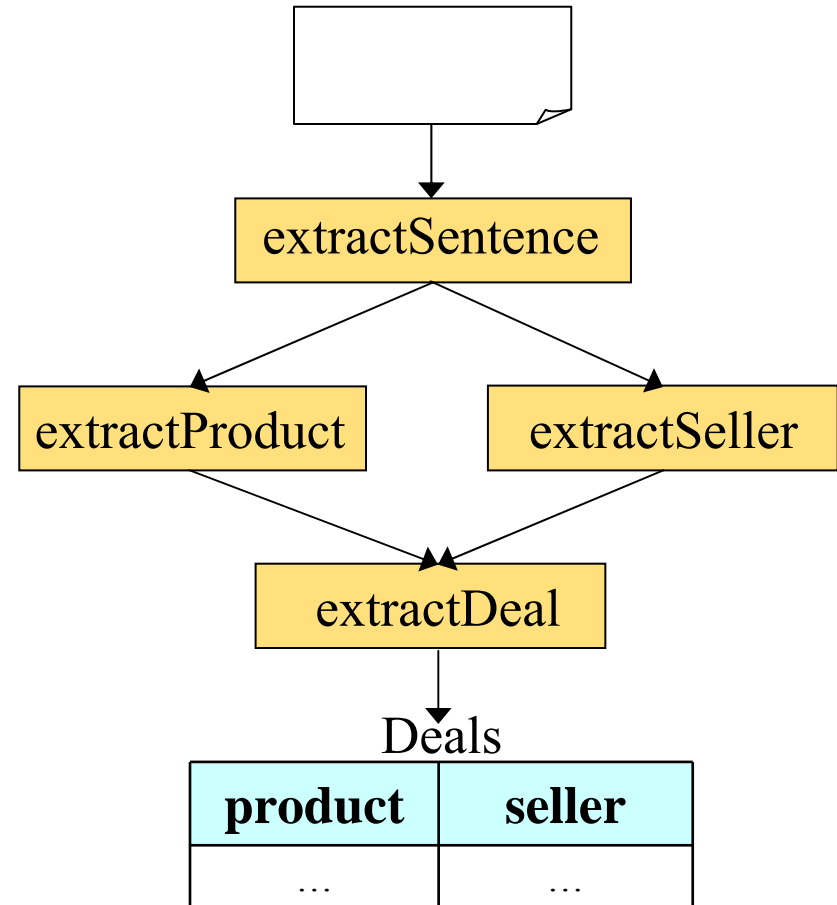 extractSentence
extractProduct
extractSeller
extractDeal
Deals
product seller
... ...